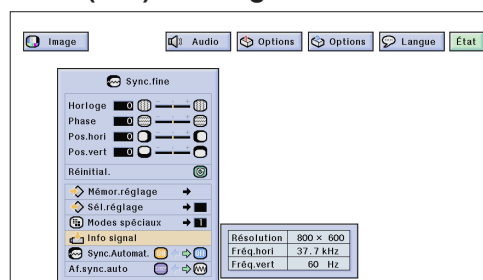 Image Audio Options Options Langue État
Sync.fine
Horloge 0
Phase 0
Pos.hori 0
Pos.vert 0
Réinitial.
Mémor.réglage
Sél.réglage
Modes spéciaux 1
Info signal
Sync.Automat.
Af.sync.auto
Résolution 800 × 600
Fréq.hori 37.7 kHz
Fréq.vert 60 Hz